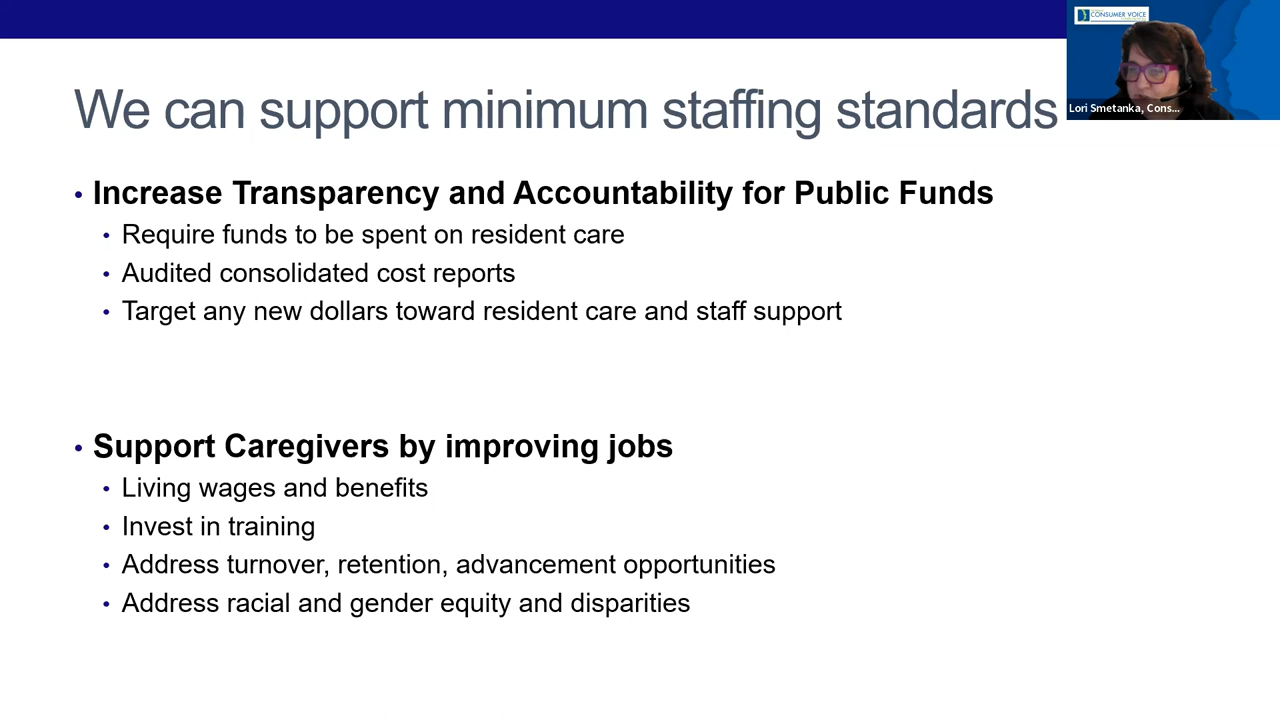 CONSUMER VOICE
Lori Smetanka, Cons...
We can support minimum staffing standards
• Increase Transparency and Accountability for Public Funds
• Require funds to be spent on resident care
• Audited consolidated cost reports
• Target any new dollars toward resident care and staff support
• Support Caregivers by improving jobs
• Living wages and benefits
• Invest in training
• Address turnover, retention, advancement opportunities
• Address racial and gender equity and disparities